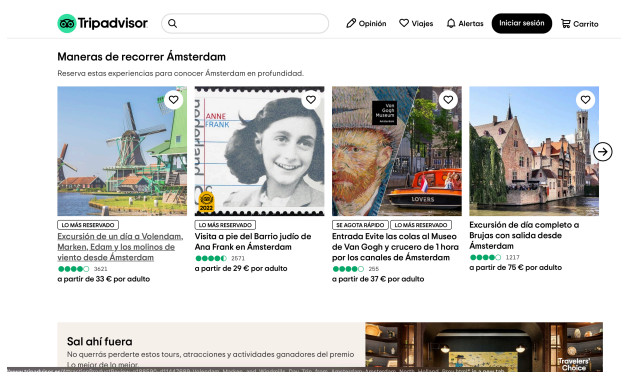 Tripadvisor
Opinión
Viajes
Alertas
Iniciar sesión
Carrito
Maneras de recorrer Ámsterdam
Reserva estas experiencias para conocer Ámsterdam en profundidad.
ANNE
FRANK
2022
Van
Gogh
Museum
LOVERS
LO MÁS RESERVADO
Excursión de un día a Volendam,
Marken, Edam y los molinos de
viento desde Ámsterdam
3621
a partir de 33 € por adulto
LO MÁS RESERVADO
Visita a pie del Barrio judío de
Ana Frank en Ámsterdam
2571
a partir de 29 € por adulto
SE AGOTA RÁPIDO
LO MÁS RESERVADO
Entrada Evite las colas al Museo
de Van Gogh y crucero de 1 hora
por los canales de Ámsterdam
255
a partir de 37 € por adulto
Excursión de día completo a
Brujas con salida desde
Ámsterdam
1217
a partir de 75 € por adulto
Sal ahí fuera
No querrás perderte estos tours, atracciones y actividades ganadores del premio
Lo mejor de lo mejor
Travelers'
Choice